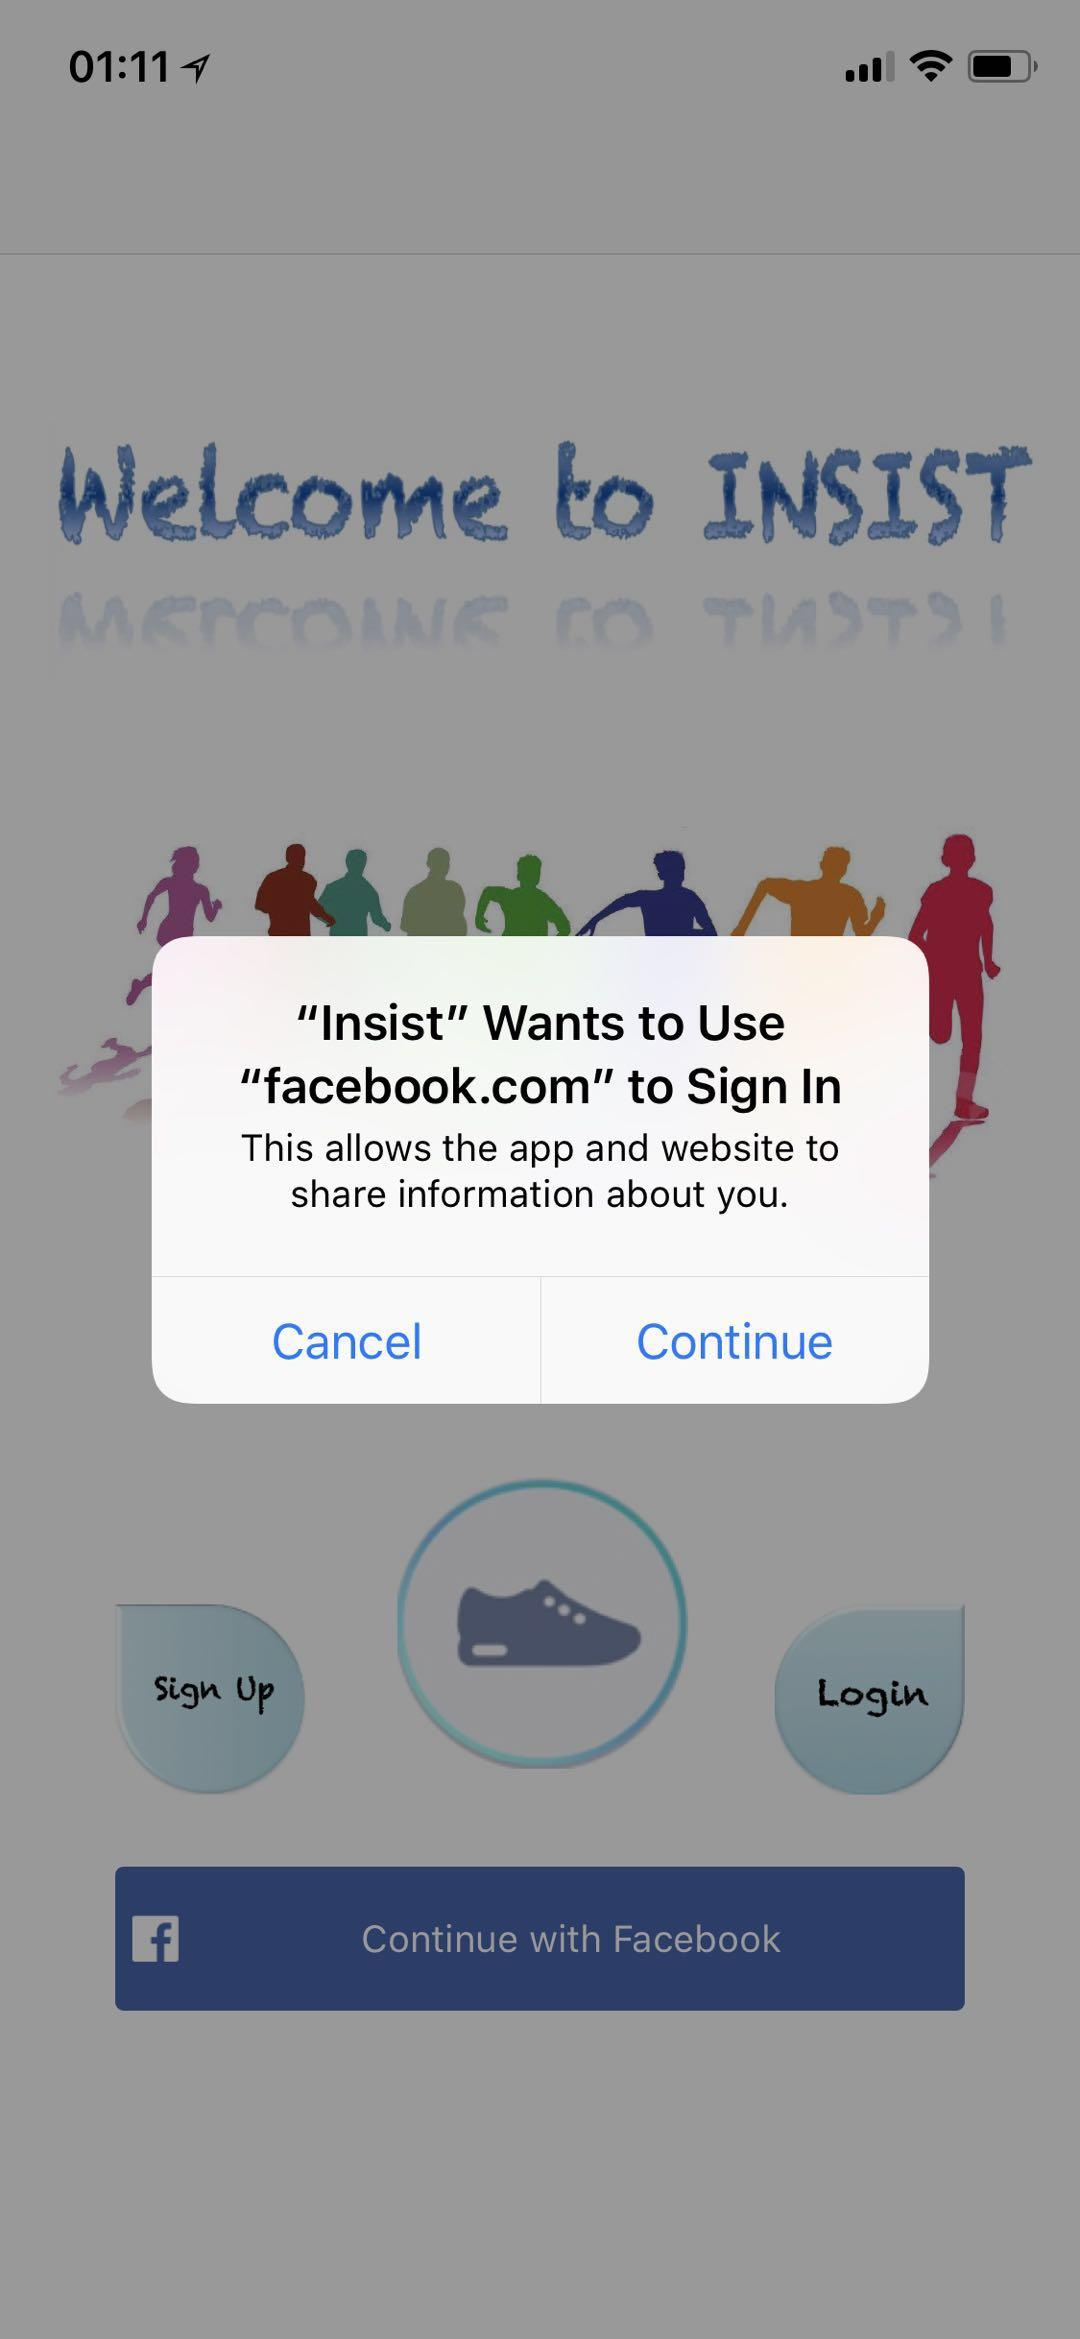 01:11
Welcome to INSIST
“Insist” Wants to Use
“facebook.com” to Sign In
This allows the app and website to
share information about you.
Cancel
Continue
Sign Up
Login
Continue with Facebook